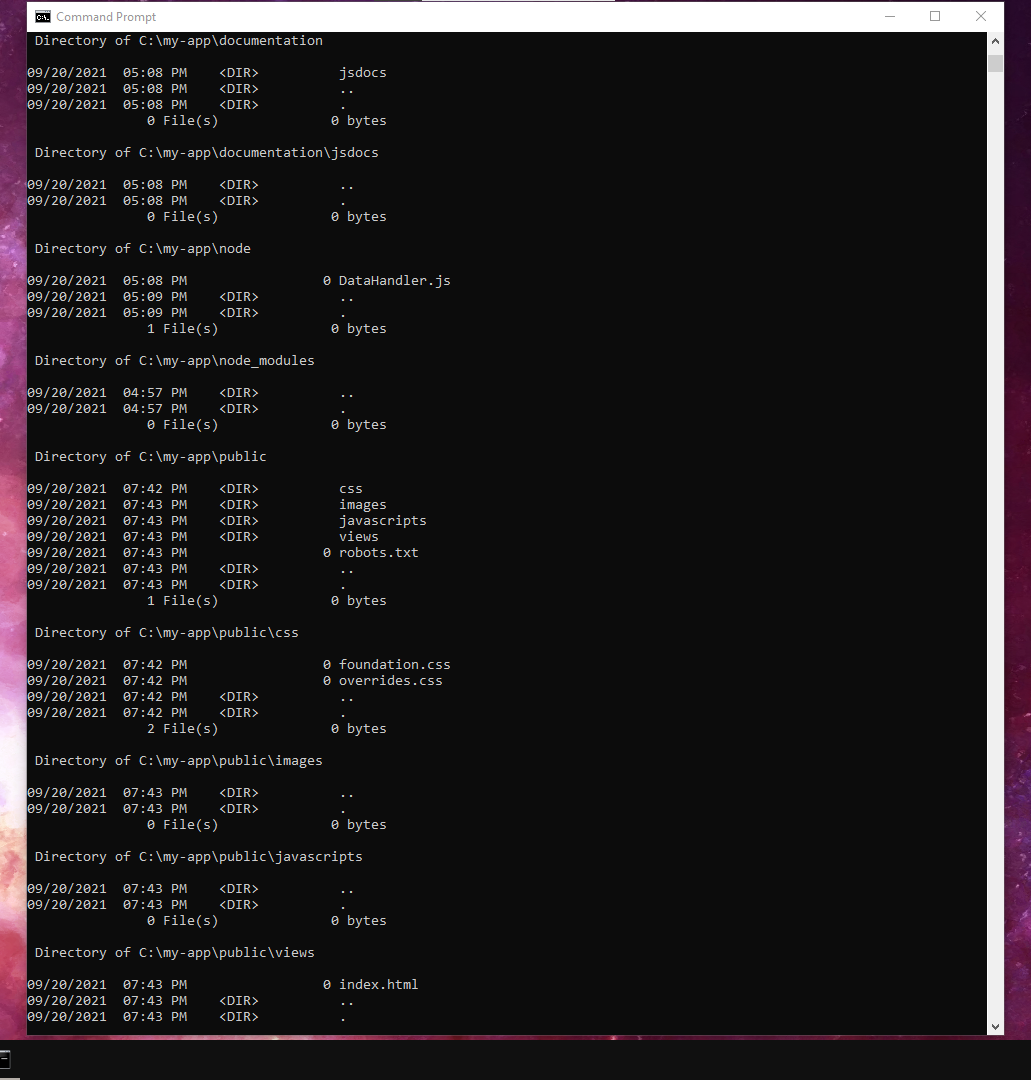 Command Prompt
Directory of C:\my-app\documentation
09/20/2021  05:08 PM    <DIR>          jsdocs
09/20/2021  05:08 PM    <DIR>          ..
09/20/2021  05:08 PM    <DIR>          .
0 File(s)              0 bytes
Directory of C:\my-app\documentation\jsdocs
09/20/2021  05:08 PM    <DIR>          ..
09/20/2021  05:08 PM    <DIR>          .
0 File(s)              0 bytes
Directory of C:\my-app\node
09/20/2021  05:08 PM                 0 DataHandler.js
09/20/2021  05:09 PM    <DIR>          ..
09/20/2021  05:09 PM    <DIR>          .
1 File(s)              0 bytes
Directory of C:\my-app\node_modules
09/20/2021  04:57 PM    <DIR>          ..
09/20/2021  04:57 PM    <DIR>          .
0 File(s)              0 bytes
Directory of C:\my-app\public
09/20/2021  07:42 PM    <DIR>          css
09/20/2021  07:43 PM    <DIR>          images
09/20/2021  07:43 PM    <DIR>          javascripts
09/20/2021  07:43 PM    <DIR>          views
09/20/2021  07:43 PM                 0 robots.txt
09/20/2021  07:43 PM    <DIR>          ..
09/20/2021  07:43 PM    <DIR>          .
1 File(s)              0 bytes
Directory of C:\my-app\public\css
09/20/2021  07:42 PM                 0 foundation.css
09/20/2021  07:42 PM                 0 overrides.css
09/20/2021  07:42 PM    <DIR>          ..
09/20/2021  07:42 PM    <DIR>          .
2 File(s)              0 bytes
Directory of C:\my-app\public\images
09/20/2021  07:43 PM    <DIR>          ..
09/20/2021  07:43 PM    <DIR>          .
0 File(s)              0 bytes
Directory of C:\my-app\public\javascripts
09/20/2021  07:43 PM    <DIR>          ..
09/20/2021  07:43 PM    <DIR>          .
0 File(s)              0 bytes
Directory of C:\my-app\public\views
09/20/2021  07:43 PM                 0 index.html
09/20/2021  07:43 PM    <DIR>          ..
09/20/2021  07:43 PM    <DIR>          .